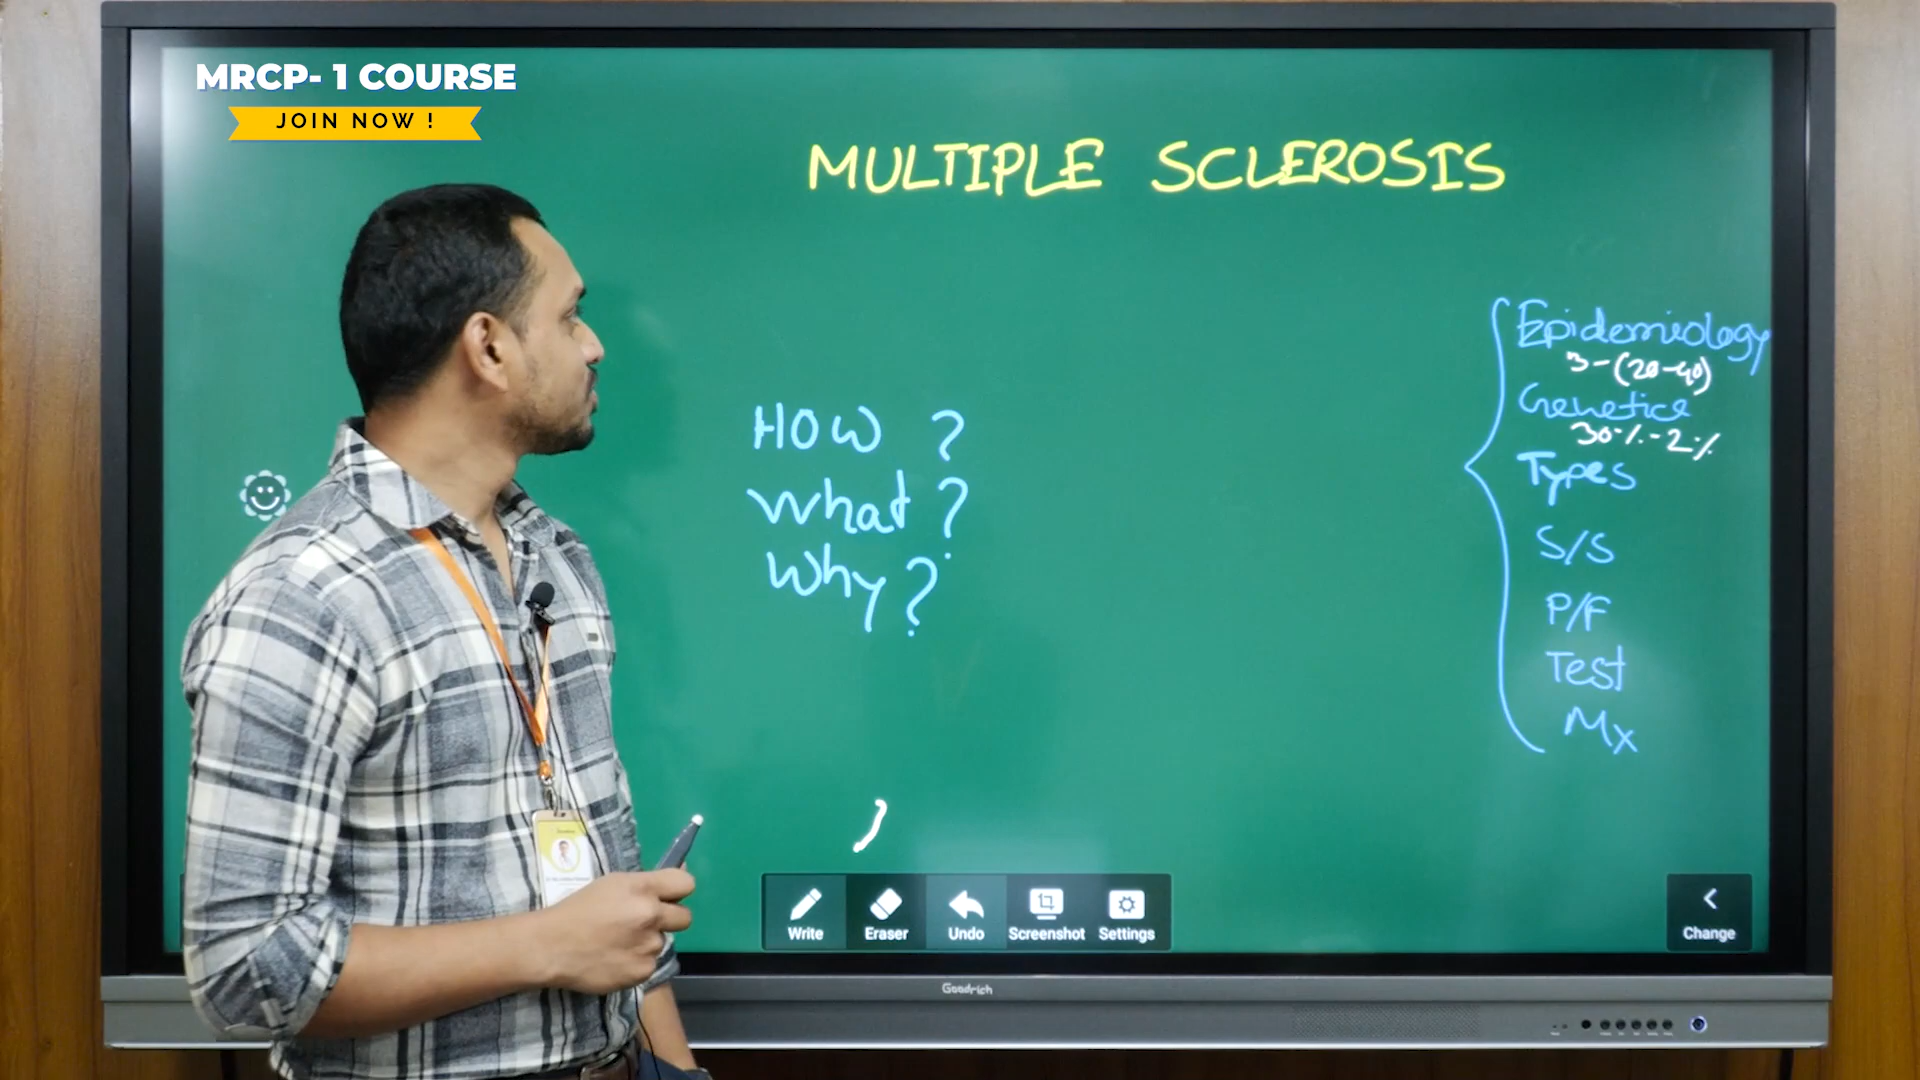 MRCP- 1 COURSE
JOIN NOW !
MULTIPLE SCLEROSIS
HOW ?
What ?
Why ?
Epidemiology
3-(20-40)
Genetics
30%-2%
Types
S/S
P/F
Test
Mx
Write
Eraser
Undo
Screenshot
Settings
Change
Goodrich